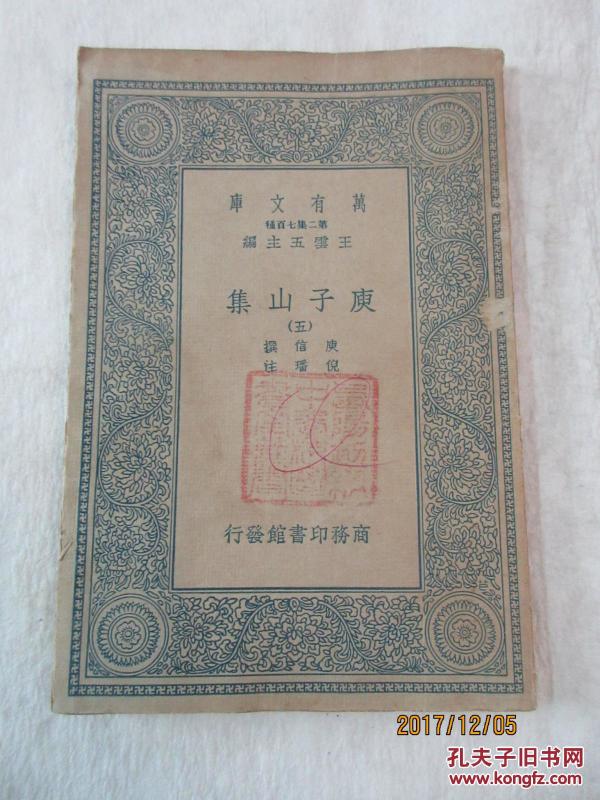 萬有文庫
第二集七百種
王雲五主編
庾子山集
(五)
庾信撰
倪璠注
商務印書館發行
2017/12/05
孔夫子旧书网
www.kongfz.com